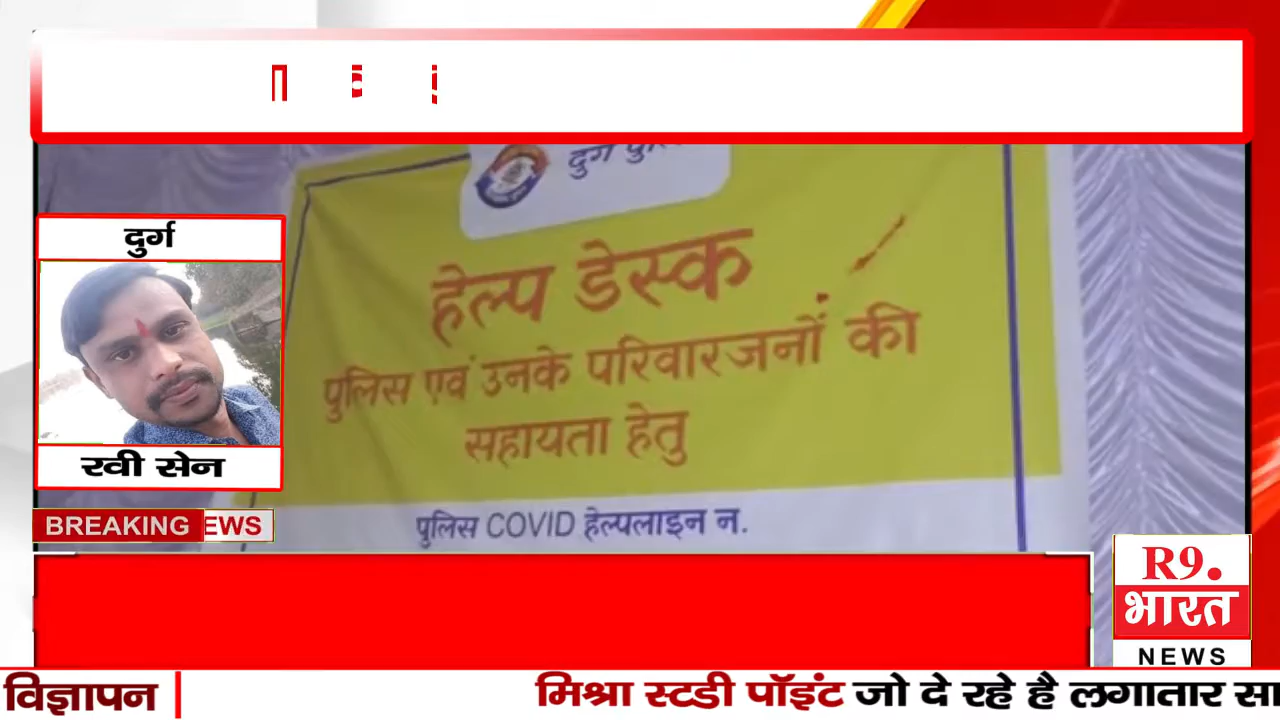 दुर्ग
हेल्प डेस्क
पुलिस एवं उनके परिवारजनों की
सहायता हेतु
पुलिस COVID हेल्पलाइन न.
दुर्ग
रवी सेन
BREAKING EWS
R9.
भारत
NEWS
विज्ञापन
मिश्रा स्टडी पॉइंट जो दे रहे है लगातार